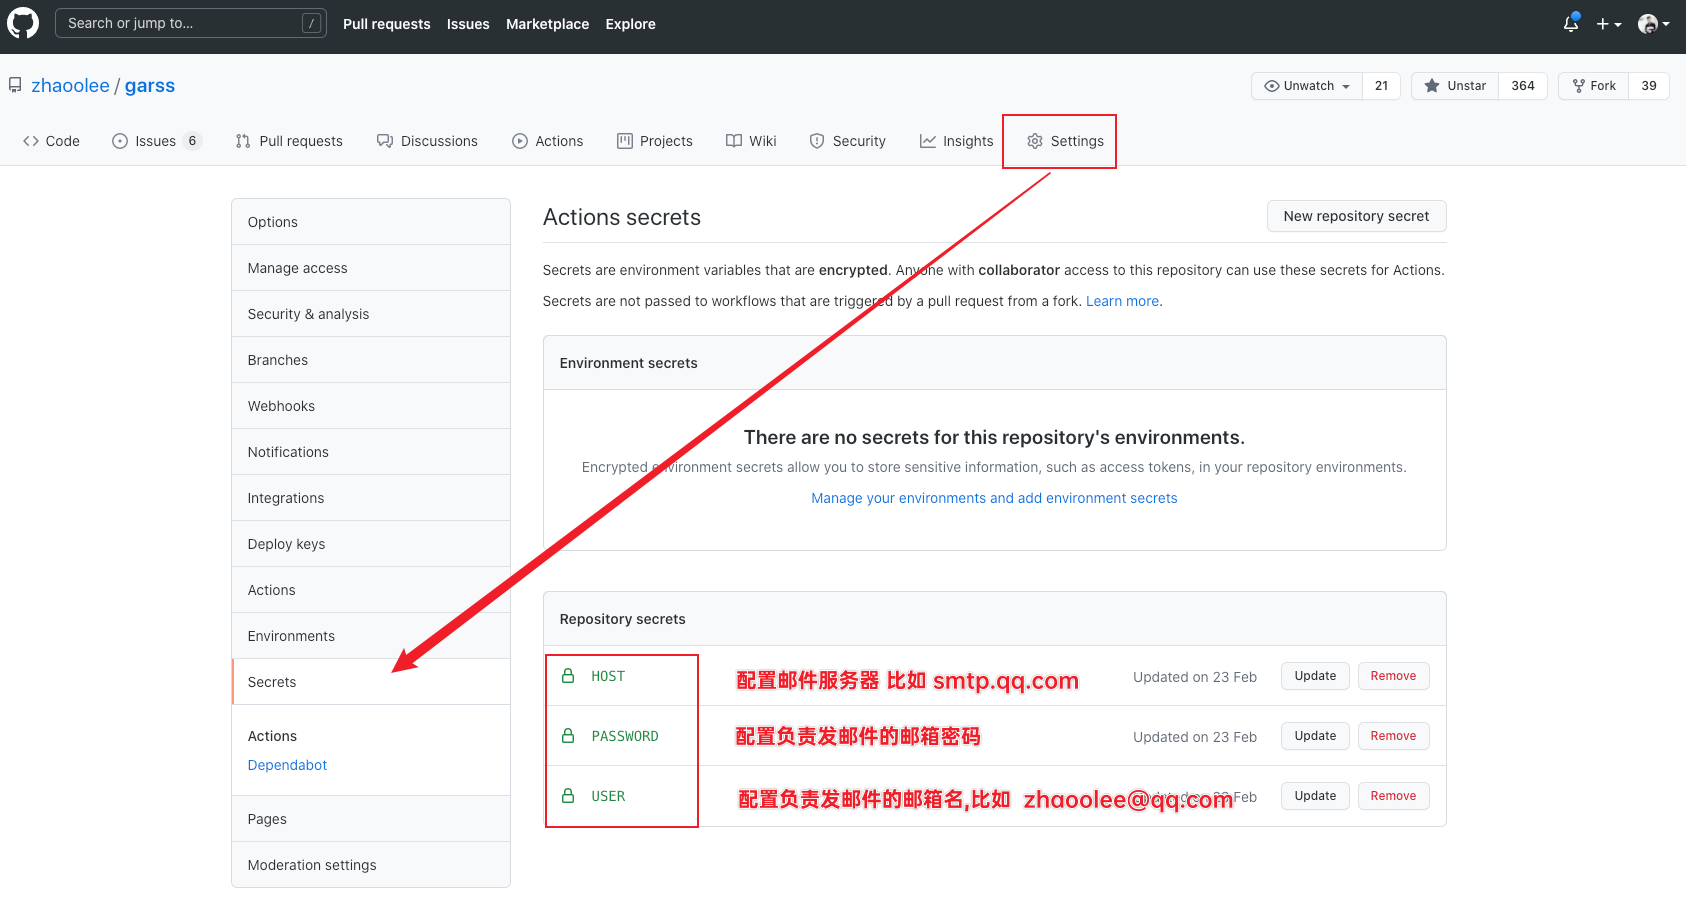 Search or jump to... /
Pull requests Issues Marketplace Explore
zhaoolee / garss
Unwatch 21 Unstar 364 Fork 39
Code Issues 6 Pull requests Discussions Actions Projects Wiki Security Insights Settings
Options
Manage access
Security & analysis
Branches
Webhooks
Notifications
Integrations
Deploy keys
Actions
Environments
Secrets
Actions
Dependabot
Pages
Moderation settings
Actions secrets
New repository secret
Secrets are environment variables that are encrypted. Anyone with collaborator access to this repository can use these secrets for Actions.
Secrets are not passed to workflows that are triggered by a pull request from a fork. Learn more.
Environment secrets
There are no secrets for this repository's environments.
Encrypted environment secrets allow you to store sensitive information, such as access tokens, in your repository environments.
Manage your environments and add environment secrets
Repository secrets
HOST 配置邮件服务器 比如 smtp.qq.com Updated on 23 Feb Update Remove
PASSWORD 配置负责发邮件的邮箱密码 Updated on 23 Feb Update Remove
USER 配置负责发邮件的邮箱名,比如 zhaoolee@qq.com Updated on 23 Feb Update Remove